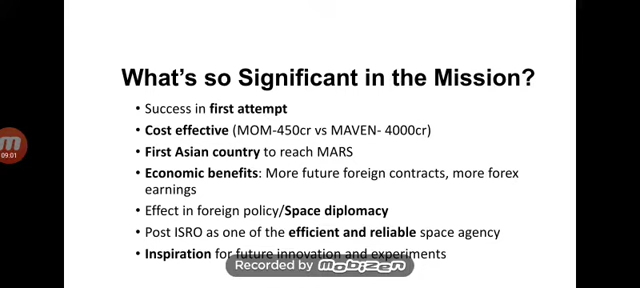 What's so Significant in the Mission?
• Success in first attempt
• Cost effective (MOM-450cr vs MAVEN- 4000cr)
• First Asian country to reach MARS
• Economic benefits: More future foreign contracts, more forex
earnings
• Effect in foreign policy/Space diplomacy
• Post ISRO as one of the efficient and reliable space agency
• Inspiration for future innovation and experiments
Recorded by mobizen
m
09:01